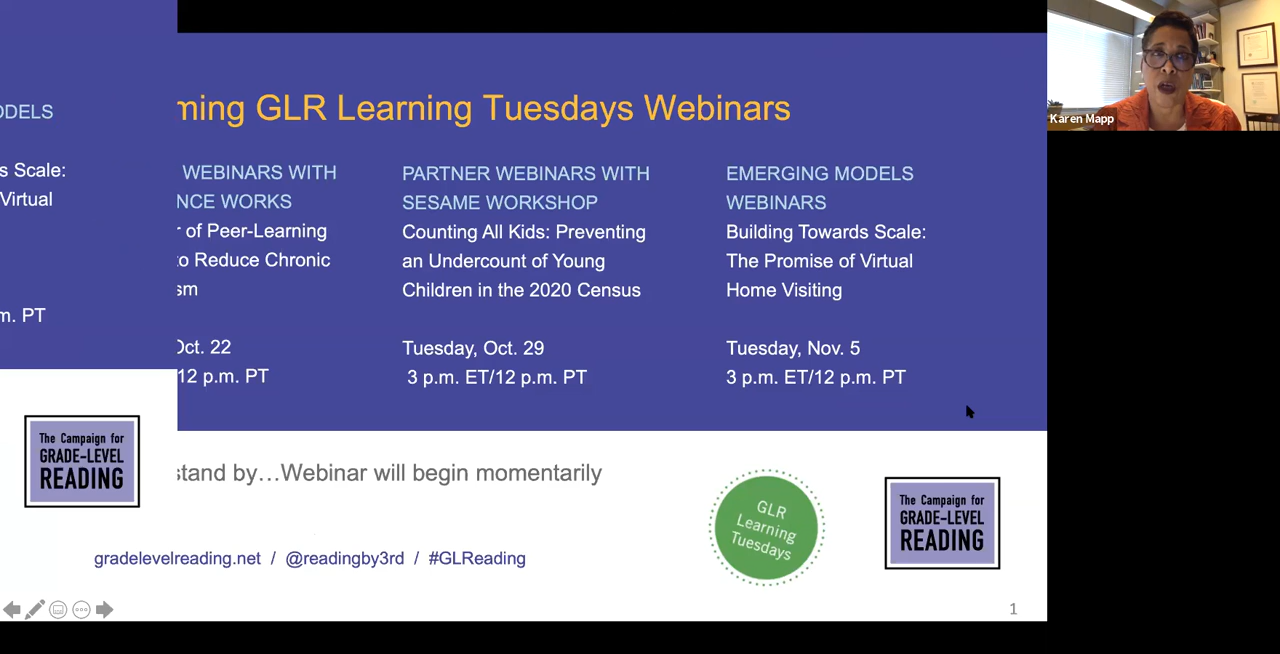 ming GLR Learning Tuesdays Webinars
ODELS
s Scale:
Virtual
m. PT
WEBINARS WITH
NCE WORKS
r of Peer-Learning
to Reduce Chronic
sm
Oct. 22
12 p.m. PT
PARTNER WEBINARS WITH
SESAME WORKSHOP
Counting All Kids: Preventing
an Undercount of Young
Children in the 2020 Census
Tuesday, Oct. 29
3 p.m. ET/12 p.m. PT
EMERGING MODELS
WEBINARS
Building Towards Scale:
The Promise of Virtual
Home Visiting
Tuesday, Nov. 5
3 p.m. ET/12 p.m. PT
Karen Mapp
The Campaign for
GRADE-LEVEL
READING
stand by…Webinar will begin momentarily
GLR
Learning
Tuesdays
The Campaign for
GRADE-LEVEL
READING
gradelevelreading.net / @readingby3rd / #GLReading
1